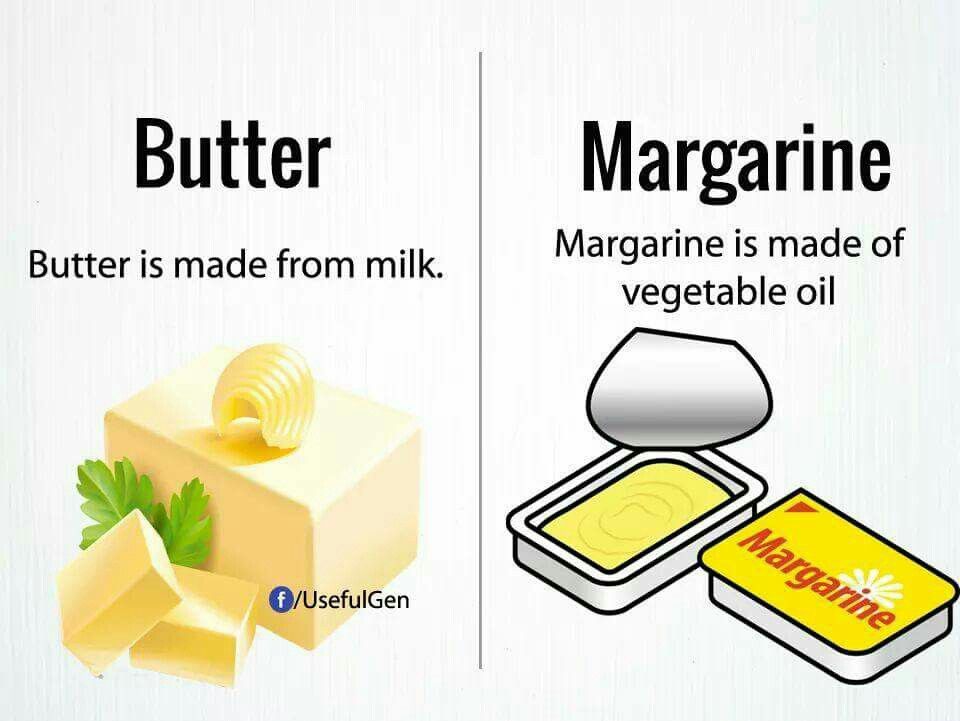 Butter
Butter is made from milk.
f/UsefulGen
Margarine
Margarine is made of
vegetable oil
Margarine